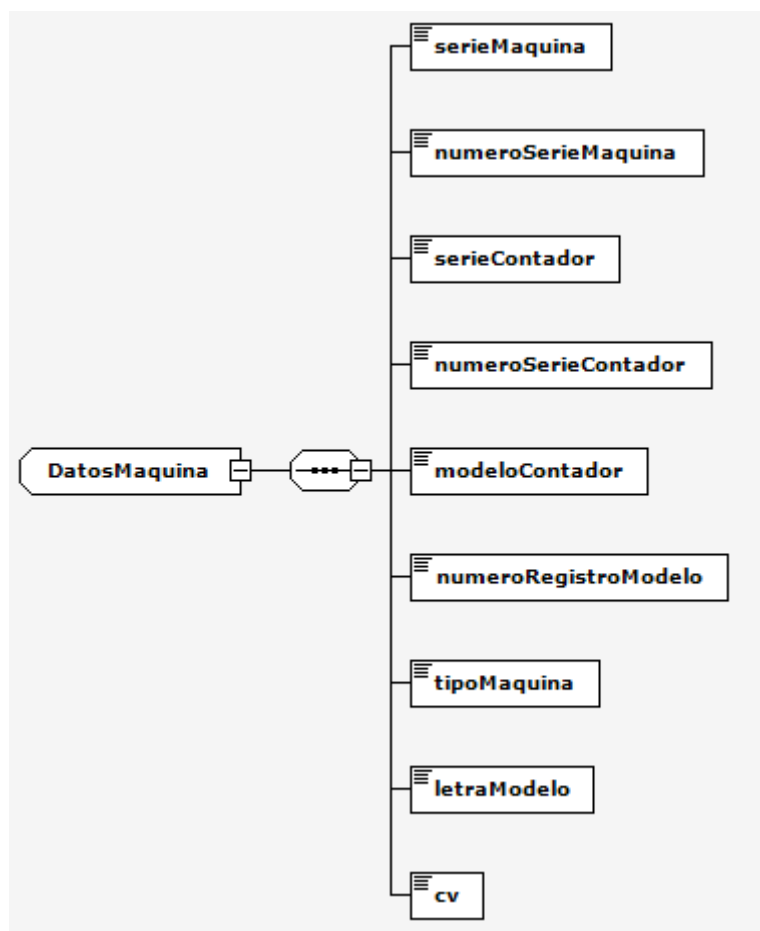 serieMaquina
numeroSerieMaquina
serieContador
numeroSerieContador
DatosMaquina
modeloContador
numeroRegistroModelo
tipoMaquina
letraModelo
cv